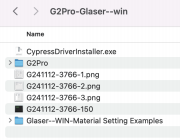 G2Pro-Glaser--win
Name
CypressDriverInstaller.exe
G2Pro
G241112-3766-1.png
G241112-3766-2.png
G241112-3766-3.png
G241112-3766-150
Glaser--WIN-Material Setting Examples